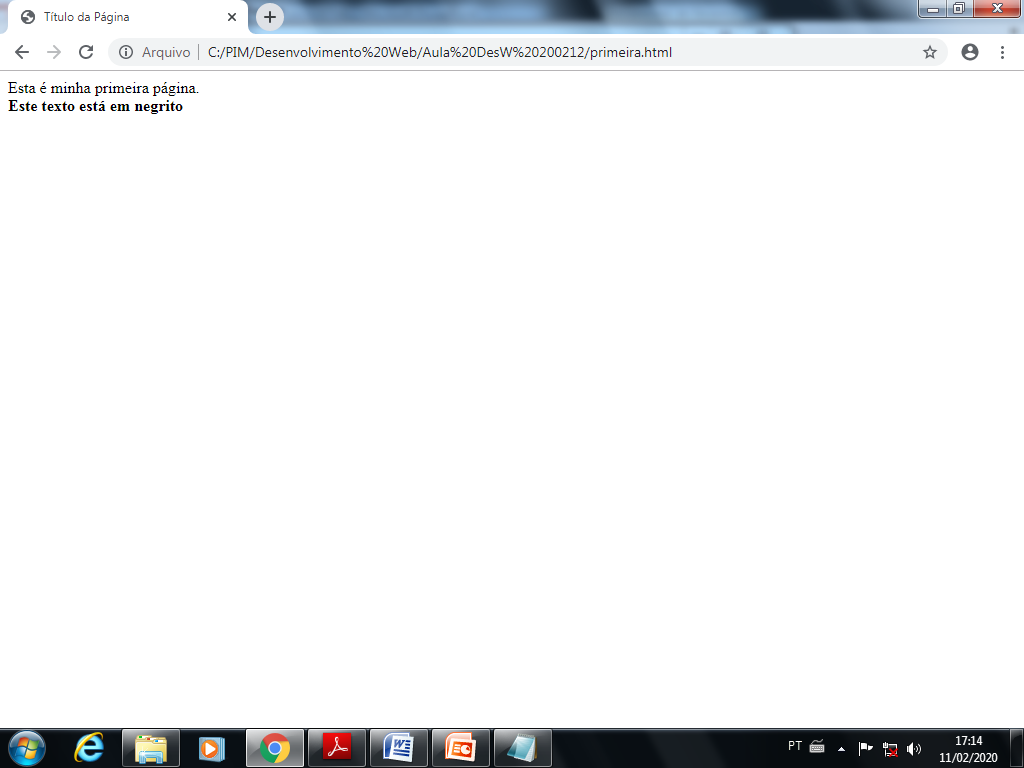 Título da Página
Arquivo
C:/PIM/Desenvolvimento%20Web/Aula%20DesW%20200212/primeira.html
Esta é minha primeira página.
Este texto está em negrito
PT
17:14
11/02/2020